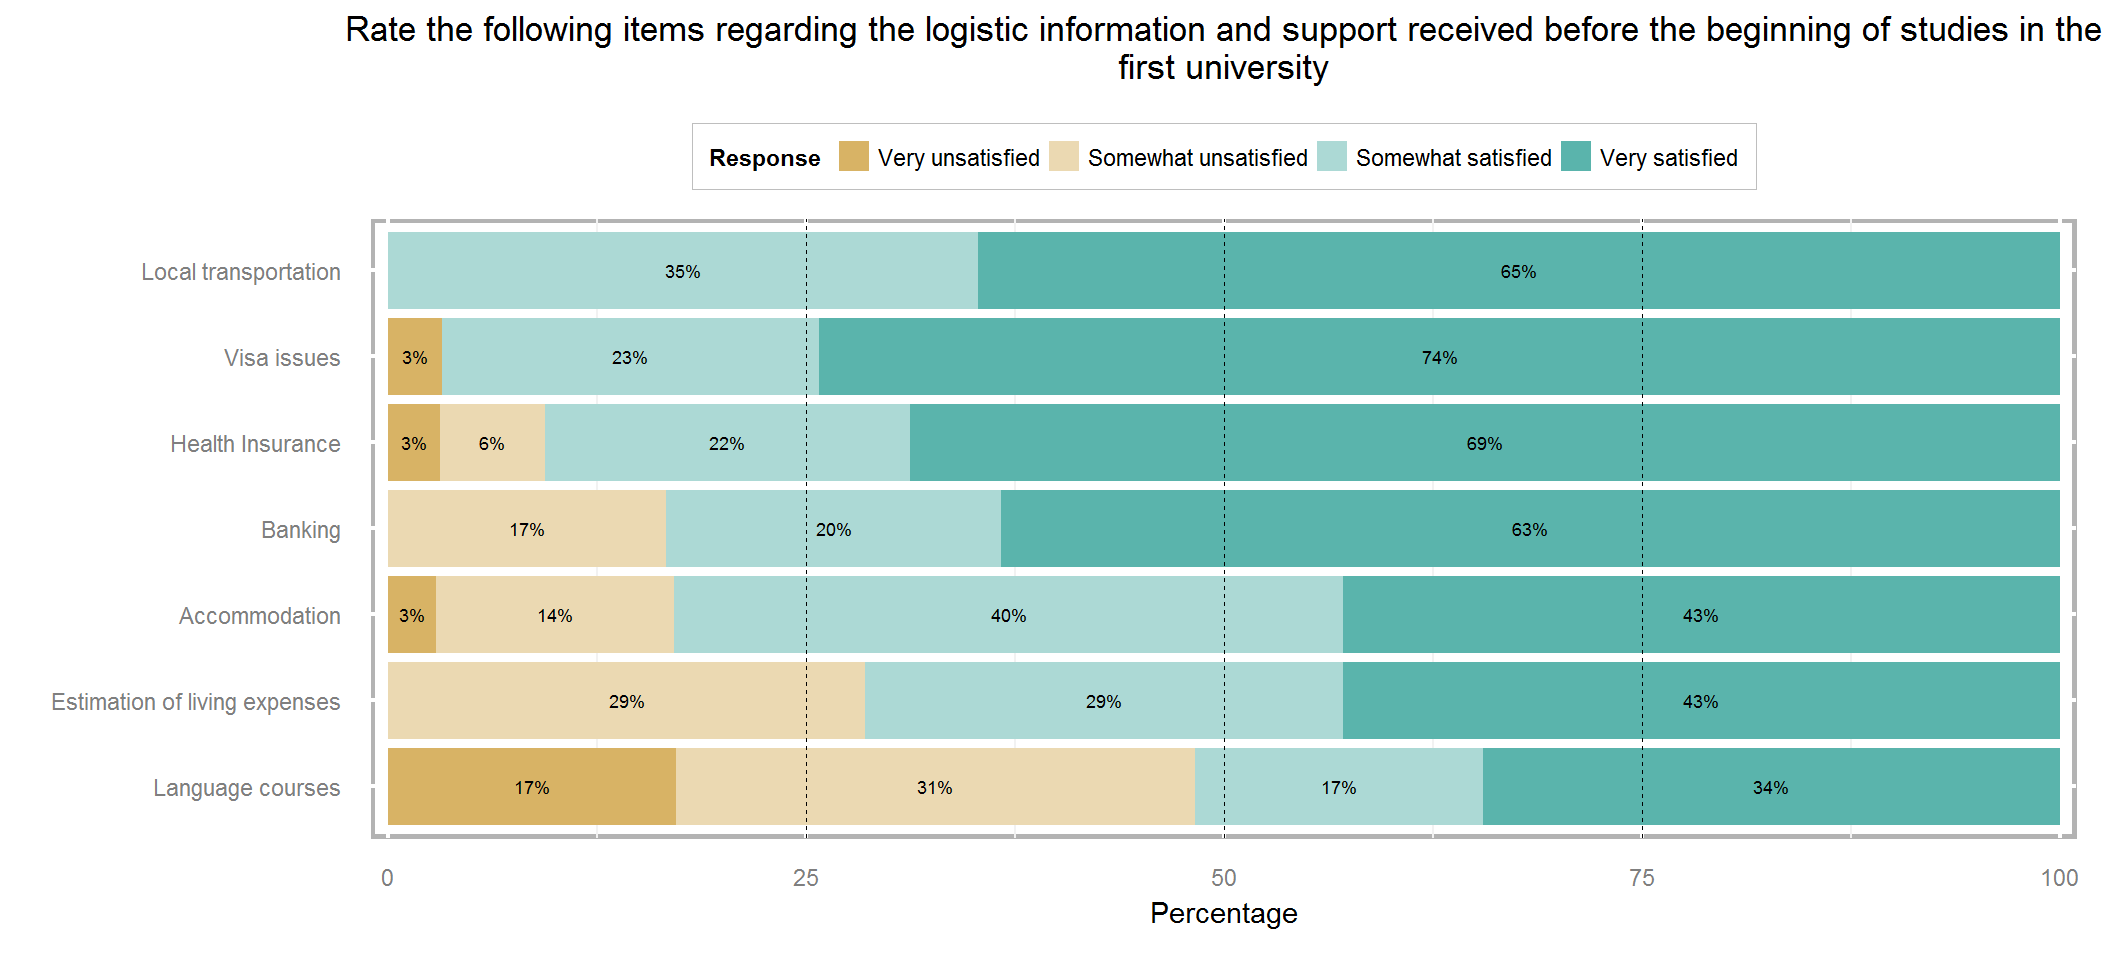 Rate the following items regarding the logistic information and support received before the beginning of studies in the
first university
Response Very unsatisfied Somewhat unsatisfied Somewhat satisfied Very satisfied
Local transportation 35% 65%
Visa issues 3% 23% 74%
Health Insurance 3% 6% 22% 69%
Banking 17% 20% 63%
Accommodation 3% 14% 40% 43%
Estimation of living expenses 29% 29% 43%
Language courses 17% 31% 17% 34%
0 25 50 75 100
Percentage